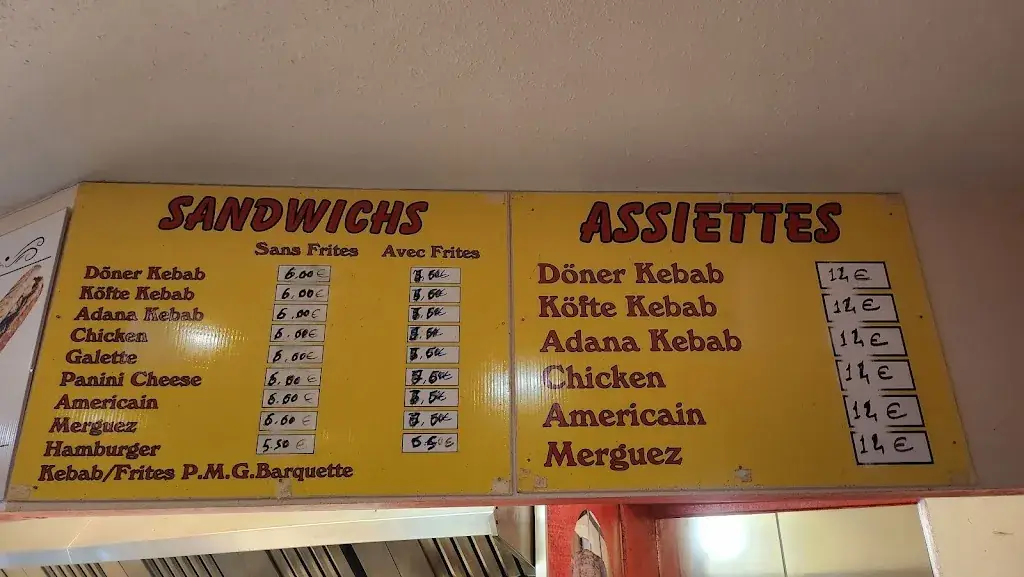 SANDWICHS
Sans Frites Avec Frites
Döner Kebab 6.00€
Köfte Kebab 6.00€
Adana Kebab 6.00€
Chicken 6.00€
Galette 6.00€
Panini Cheese 6.00€
Americain 6.00€
Merguez 6.00€
Hamburger 5.50€
Kebab/Frites P.M.G.Barquette
ASSIETTES
Döner Kebab 12€
Köfte Kebab 12€
Adana Kebab 12€
Chicken 12€
Americain 12€
Merguez 12€